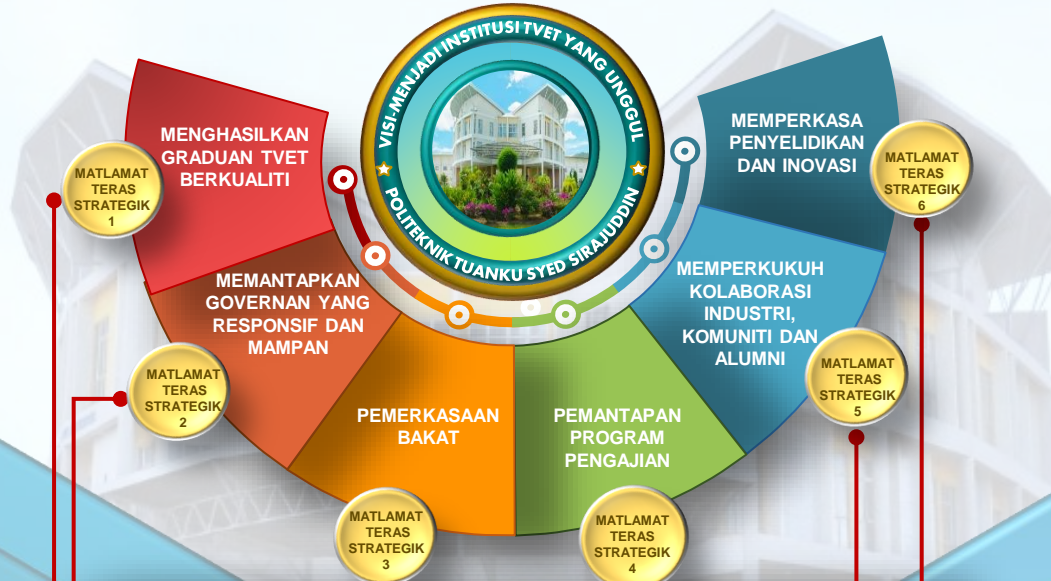 VISI-MENJADI INSTITUSI TVET YANG UNGGUL
POLITEKNIK TUANKU SYED SIRAJUDDIN
MENGHASILKAN
GRADUAN TVET
BERKUALITI
MATLAMAT
TERAS
STRATEGIK
1
MEMANTAPKAN
GOVERNAN YANG
RESPONSIF DAN
MAMPAN
MATLAMAT
TERAS
STRATEGIK
2
PEMERKASAAN
BAKAT
MATLAMAT
TERAS
STRATEGIK
3
PEMANTAPAN
PROGRAM
PENGAJIAN
MATLAMAT
TERAS
STRATEGIK
4
MEMPERKUKUH
KOLABORASI
INDUSTRI,
KOMUNITI DAN
ALUMNI
MATLAMAT
TERAS
STRATEGIK
5
MEMPERKASA
PENYELIDIKAN
DAN INOVASI
MATLAMAT
TERAS
STRATEGIK
6